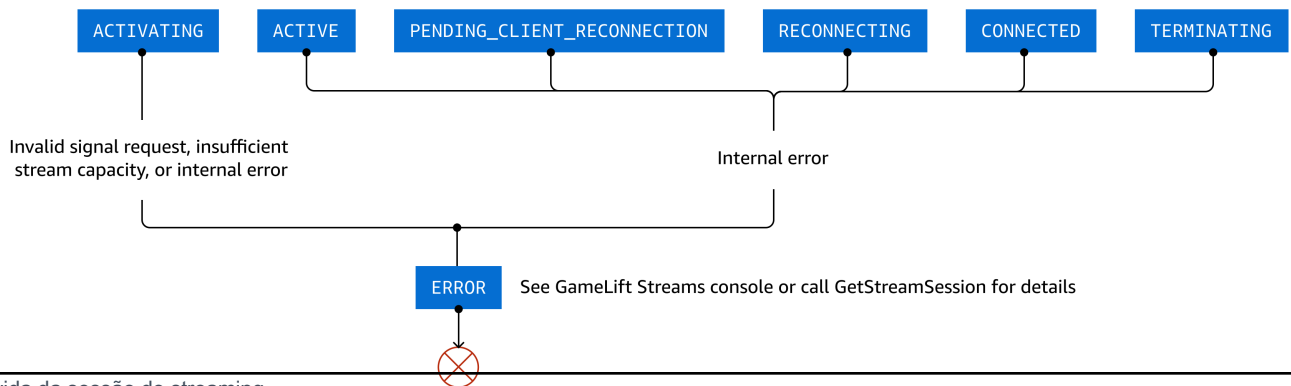 ACTIVATING
ACTIVE
PENDING_CLIENT_RECONNECTION
RECONNECTING
CONNECTED
TERMINATING
Invalid signal request, insufficient
stream capacity, or internal error
Internal error
ERROR
See GameLift Streams console or call GetStreamSession for details